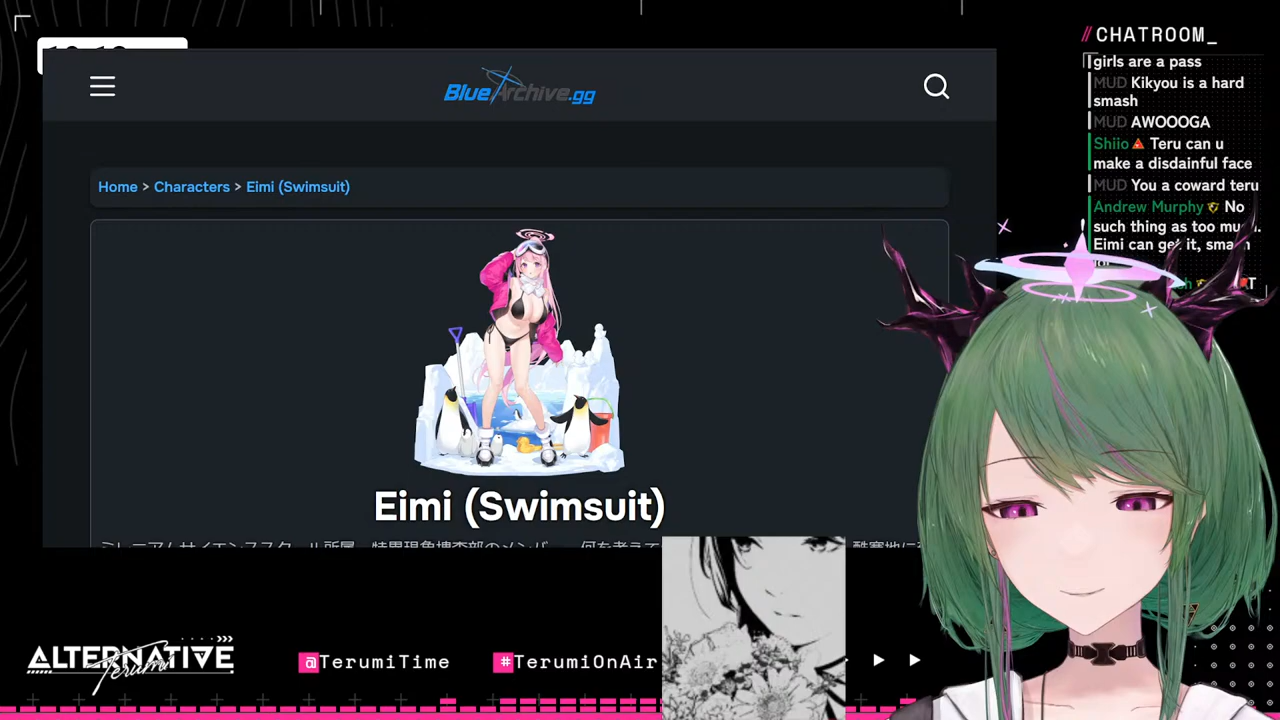 BlueArchive.gg
Home > Characters > Eimi (Swimsuit)
Eimi (Swimsuit)
ALTERNATIVE
Terumi
@TerumiTime
#TerumiOnAir
//CHATROOM_
girls are a pass
MUD Kikyou is a hard
smash
MUD AWOOOGA
Shiio Teru can u
make a disdainful face
MUD You a coward teru
Andrew Murphy No
such thing as too
Eimi can get it,